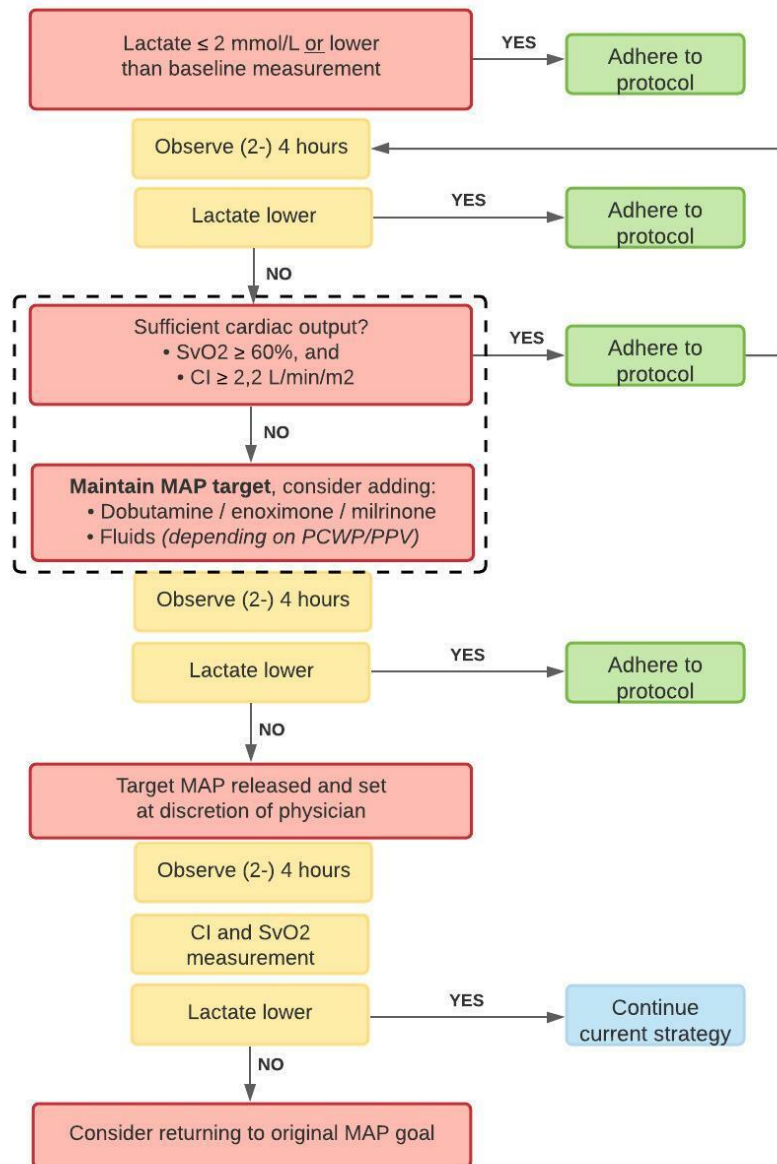 Lactate ≤ 2 mmol/L or lower
than baseline measurement
YES
Adhere to
protocol
Observe (2-) 4 hours
Lactate lower
YES
Adhere to
protocol
NO
Sufficient cardiac output?
• SvO2 ≥ 60%, and
• CI ≥ 2,2 L/min/m2
YES
Adhere to
protocol
NO
Maintain MAP target, consider adding:
• Dobutamine / enoximone / milrinone
• Fluids (depending on PCWP/PPV)
Observe (2-) 4 hours
Lactate lower
YES
Adhere to
protocol
NO
Target MAP released and set
at discretion of physician
Observe (2-) 4 hours
CI and SvO2
measurement
Lactate lower
YES
Continue
current strategy
NO
Consider returning to original MAP goal